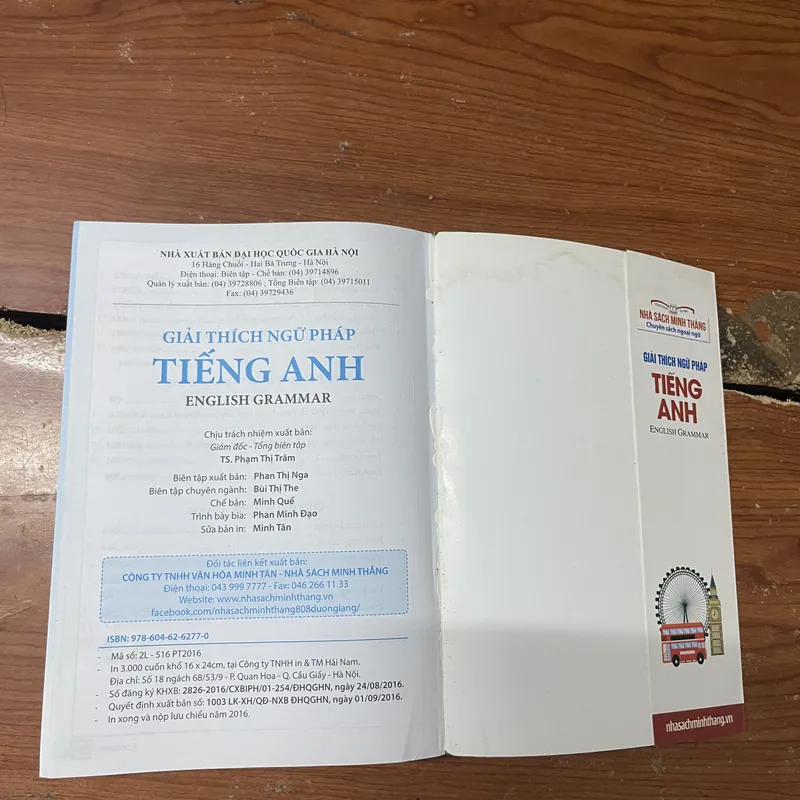 NHÀ XUẤT BẢN ĐẠI HỌC QUỐC GIA HÀ NỘI
16 Hàng Chuối - Hai Bà Trưng - Hà Nội
Điện thoại: Biên tập - Chế bản: (04) 39714896
Quản lý xuất bản: (04) 39728806 ; Tổng Biên tập: (04) 39715011
Fax: (04) 39729436
GIẢI THÍCH NGỮ PHÁP
TIẾNG ANH
ENGLISH GRAMMAR
Chịu trách nhiệm xuất bản:
Giám đốc - Tổng biên tập
TS. Phạm Thị Trâm
Biên tập xuất bản: Phan Thị Nga
Biên tập chuyên ngành: Bùi Thị The
Chế bản: Minh Quế
Trình bày bìa: Phan Minh Đạo
Sửa bản in: Minh Tân
Đối tác liên kết xuất bản:
CÔNG TY TNHH VĂN HÓA MINH TÂN - NHÀ SÁCH MINH THẮNG
Điện thoại: 043 999 7777 - Fax: 046 266 11 33
Website: www.nhasachminhthang.vn
facebook.com/nhasachminhthang808duonglang/
ISBN: 978-604-62-6277-0
- Mã số: 2L - 516 PT2016
- In 3.000 cuốn khổ 16 x 24cm, tại Công ty TNHH in & TM Hải Nam.
Địa chỉ: Số 18 ngách 68/53/9 - P. Quan Hoa - Q. Cầu Giấy - Hà Nội.
- Số đăng ký KHXB: 2826-2016/CXBIPH/01-254/ĐHQGHN, ngày 24/08/2016.
- Quyết định xuất bản số: 1003 LK-XH/QĐ-NXB ĐHQGHN, ngày 01/09/2016.
- In xong và nộp lưu chiểu năm 2016.
NHÀ SÁCH MINH THẮNG
Chuyên sách ngoại ngữ
GIẢI THÍCH NGỮ PHÁP
TIẾNG
ANH
ENGLISH GRAMMAR
nhasachminhthang.vn